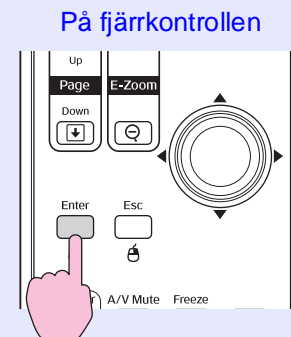 På fjärrkontrollen
Up
Page E-Zoom
Down
Enter Esc
A/V Mute Freeze